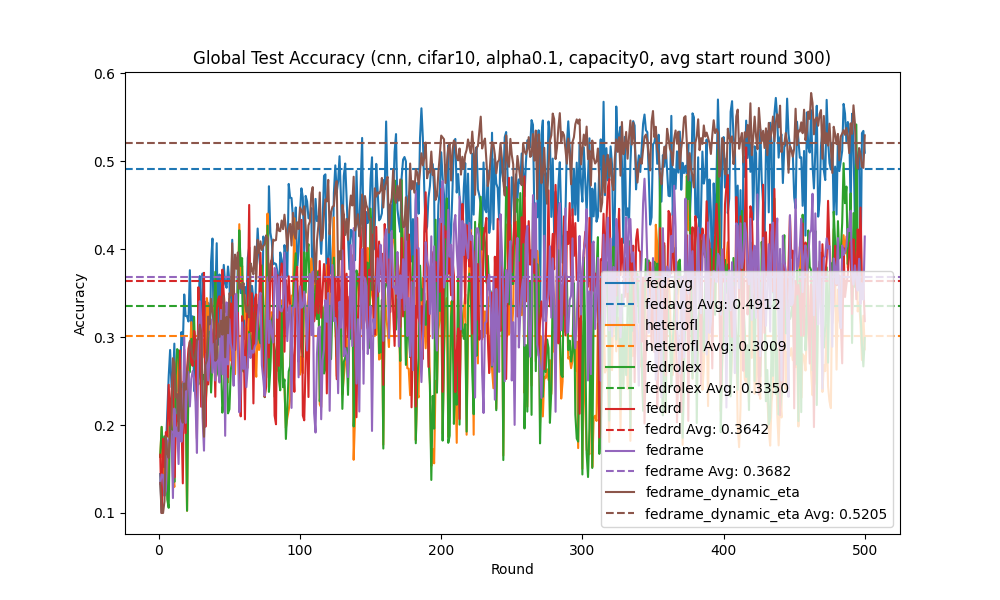 Global Test Accuracy (cnn, cifar10, alpha0.1, capacity0, avg start round 300)
0.6
0.5
0.4
0.3
0.2
0.1
Accuracy
fedavg
fedavg Avg: 0.4912
heterofl
heterofl Avg: 0.3009
fedrolex
fedrolex Avg: 0.3350
fedrd
fedrd Avg: 0.3642
fedrame
fedrame Avg: 0.3682
fedrame_dynamic_eta
fedrame_dynamic_eta Avg: 0.5205
0 100 200 300 400 500
Round